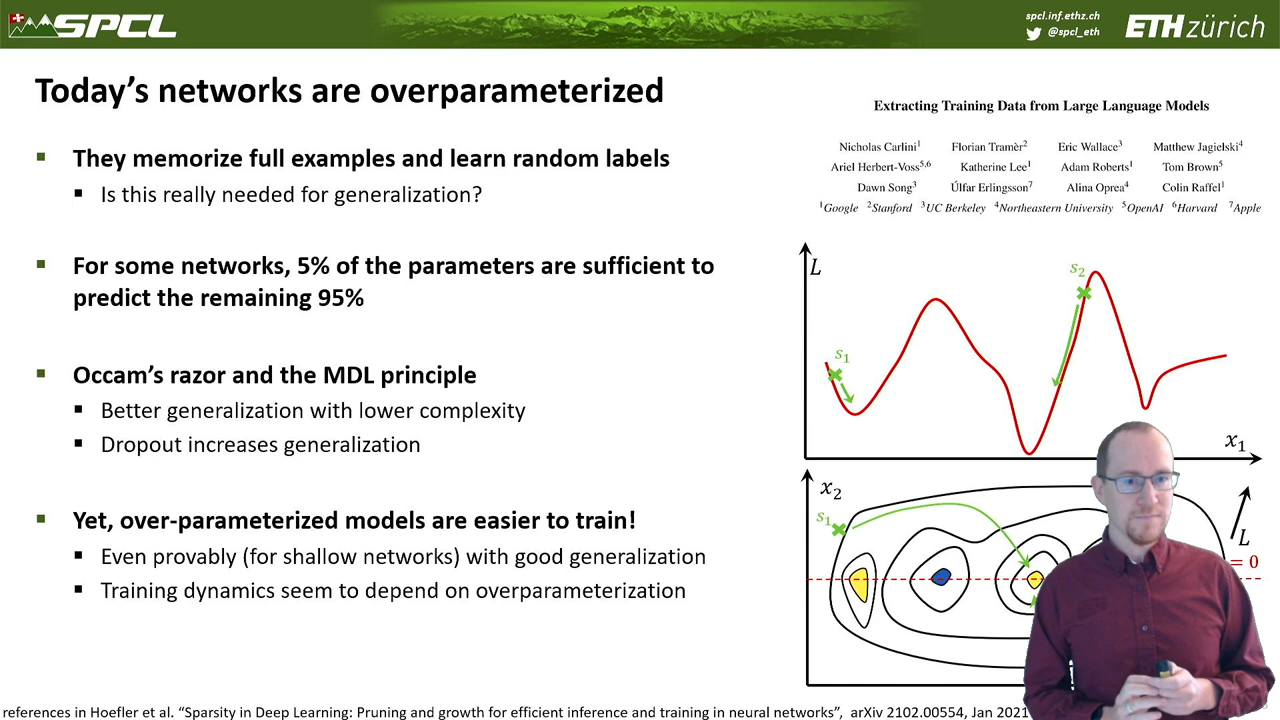 SPCL
spcl.inf.ethz.ch
@spcl_eth
ETH zürich
Today's networks are overparameterized
They memorize full examples and learn random labels
Is this really needed for generalization?
For some networks, 5% of the parameters are sufficient to
predict the remaining 95%
Occam's razor and the MDL principle
Better generalization with lower complexity
Dropout increases generalization
Yet, over-parameterized models are easier to train!
Even provably (for shallow networks) with good generalization
Training dynamics seem to depend on overparameterization
Extracting Training Data from Large Language Models
Nicholas Carlini¹ Florian Tramèr² Eric Wallace³ Matthew Jagielski⁴
Ariel Herbert-Voss⁵,⁶ Katherine Lee¹ Adam Roberts¹ Tom Brown⁵
Dawn Song³ Úlfar Erlingsson⁷ Alina Oprea⁴ Colin Raffel¹
¹Google ²Stanford ³UC Berkeley ⁴Northeastern University ⁵OpenAI ⁶Harvard ⁷Apple
L
s₂
s₁
x₁
x₂
s₁
L
= 0
references in Hoefler et al. "Sparsity in Deep Learning: Pruning and growth for efficient inference and training in neural networks", arXiv 2102.00554, Jan 2021